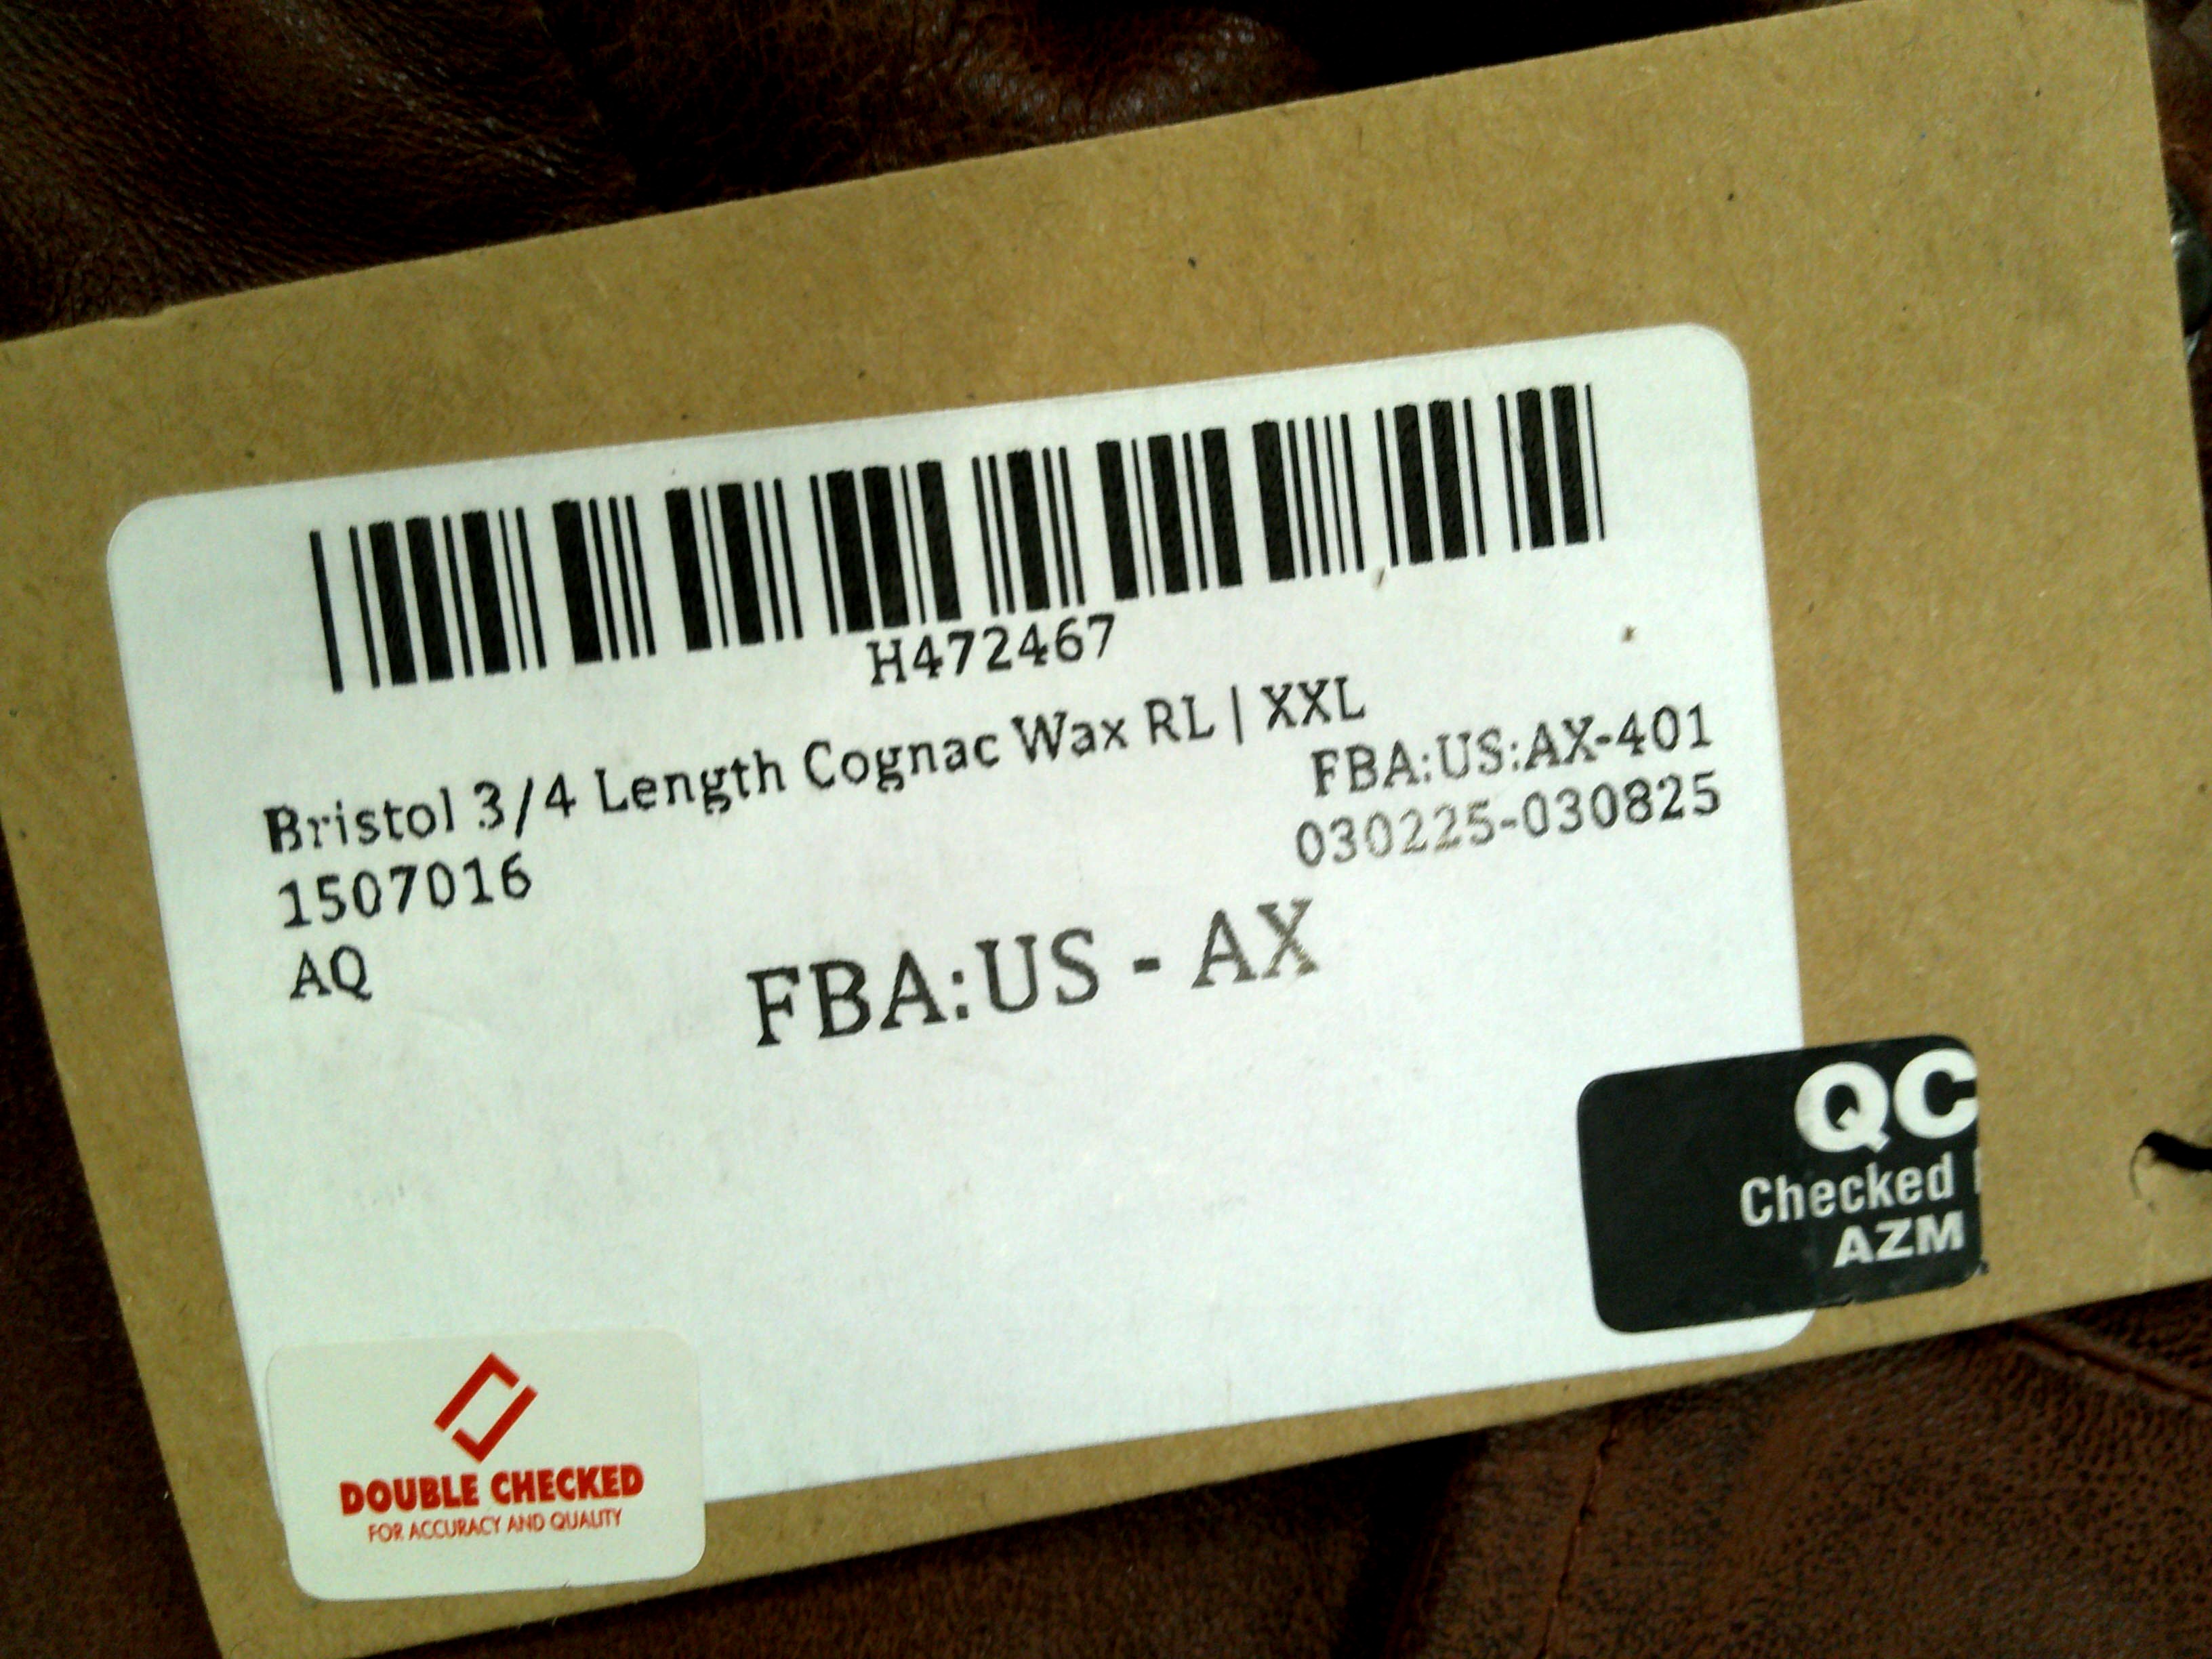 H472467
Bristol 3/4 Length Cognac Wax RL | XXL
FBA:US:AX-401
1507016
030225-030825
AQ
FBA:US - AX
QC
Checked
AZM
DOUBLE CHECKED
FOR ACCURACY AND QUALITY